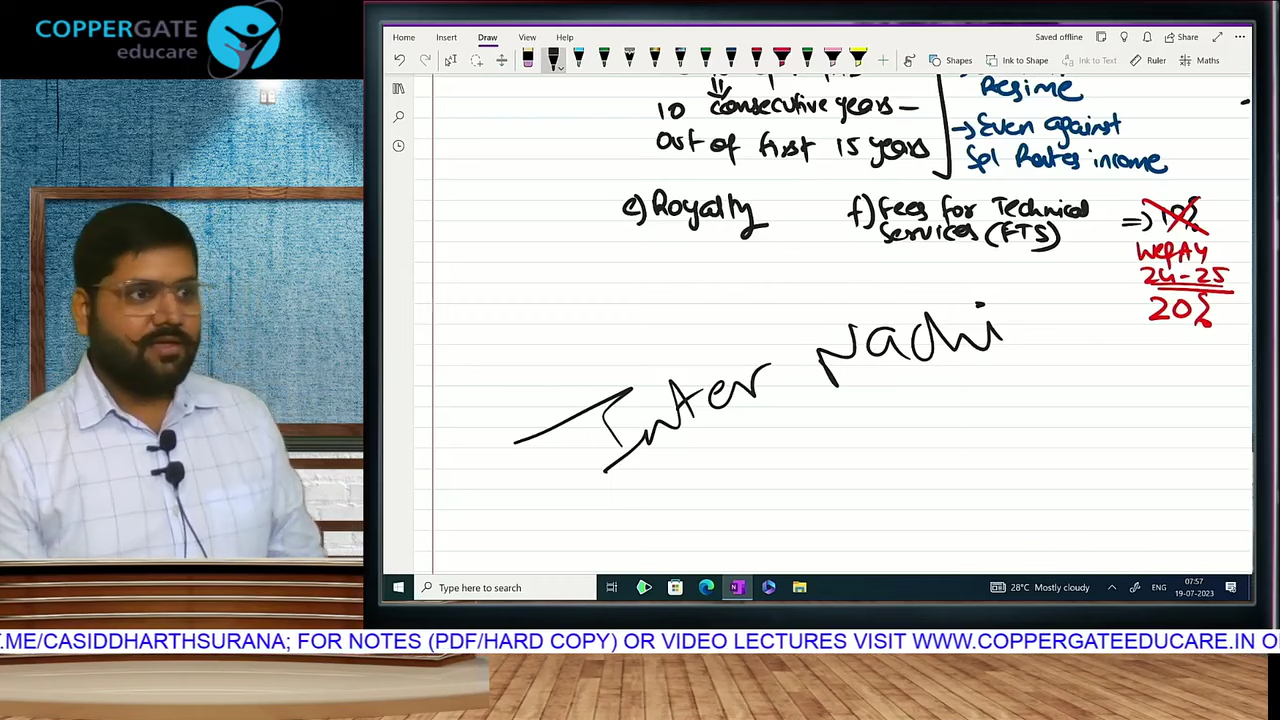 COPPERGATE
educare
Home Insert Draw View Help
Saved offline
Share
Shapes
Ink to Shape
Ink to Text
Ruler
Maths
Regime
10 consecutive years –
out of first 15 years
→ Even against
Spl Rates income
e) Royalty
f) Fees for Technical
Services (FTS)
=> 10%
WEF AY
24-25
20%
Inter Nadhi
Type here to search
28°C Mostly cloudy
ENG
07:57
19-07-2023
T.ME/CASIDDHARTHSURANA; FOR NOTES (PDF/HARD COPY) OR VIDEO LECTURES VISIT WWW.COPPERGATEEDUCARE.IN O